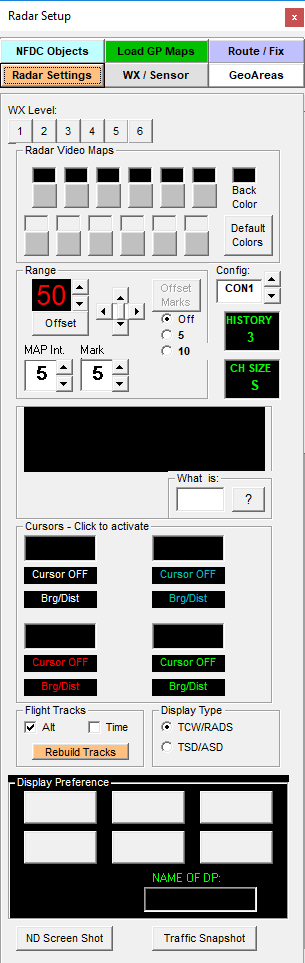 Radar Setup
x
NFDC Objects
Load GP Maps
Route / Fix
Radar Settings
WX / Sensor
GeoAreas
WX Level:
1 2 3 4 5 6
Radar Video Maps
Back
Color
Default
Colors
Range
50
Offset
Offset
Marks
Off
5
10
MAP Int.
Mark
5
5
Config:
CON1
HISTORY
3
CH SIZE
S
What is:
?
Cursors - Click to activate
Cursor OFF
Cursor OFF
Brg/Dist
Brg/Dist
Cursor OFF
Cursor OFF
Brg/Dist
Brg/Dist
Flight Tracks
Alt
Time
Rebuild Tracks
Display Type
TCW/RADS
TSD/ASD
Display Preference
NAME OF DP:
ND Screen Shot
Traffic Snapshot